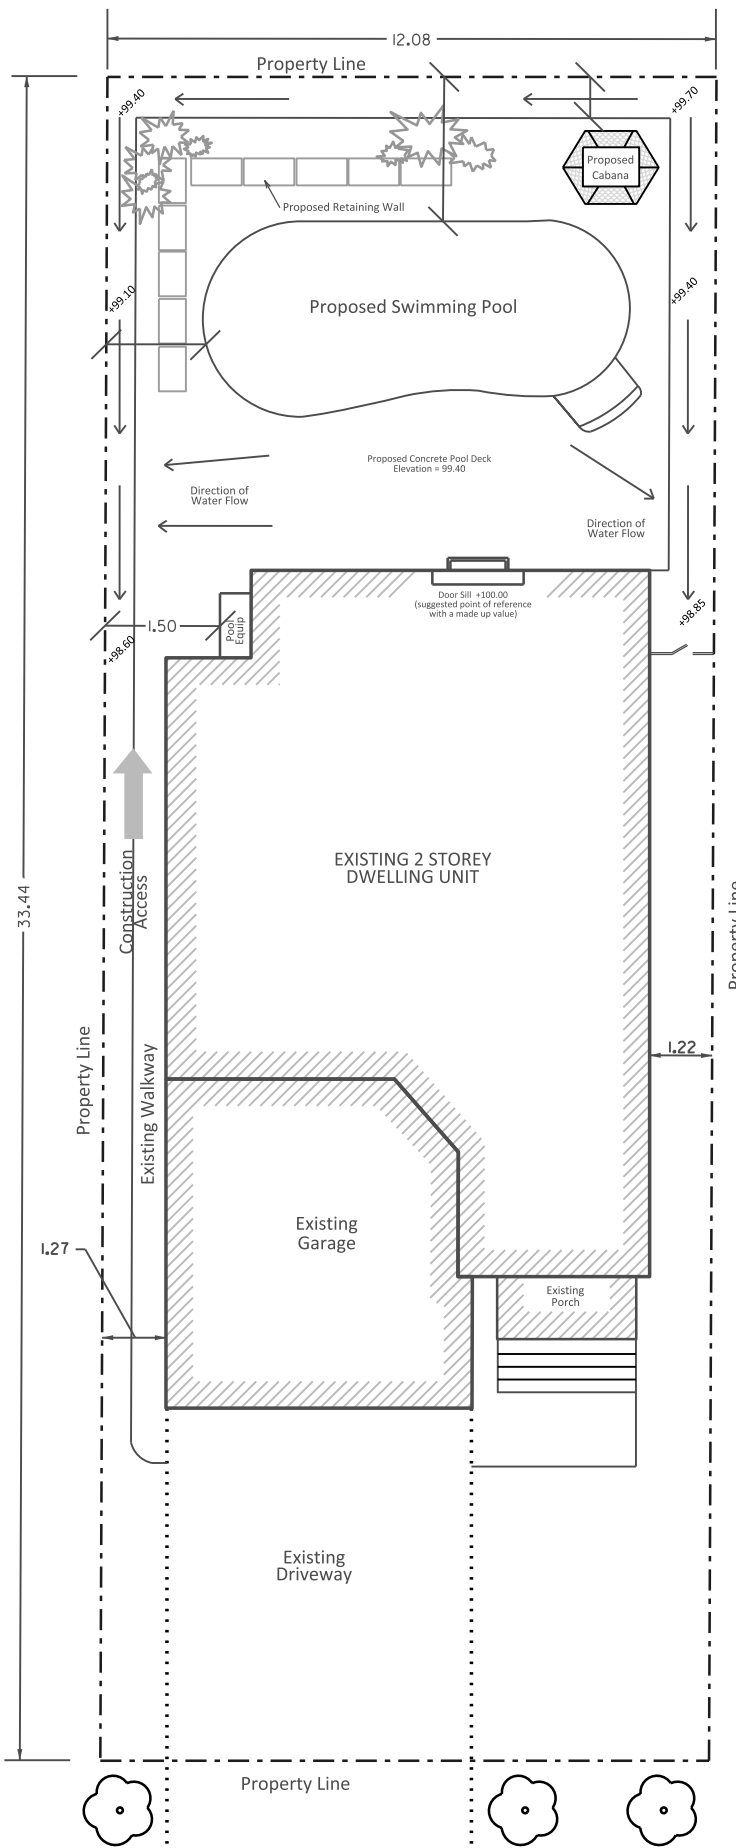 12.08
Property Line
+99.40
+99.70
Proposed
Cabana
Proposed Retaining Wall
+99.10
+99.40
Proposed Swimming Pool
Proposed Concrete Pool Deck
Elevation = 99.40
Direction of
Water Flow
Direction of
Water Flow
Door Sill +100.00
(suggested point of reference
with a made up value)
1.50
Pool
Equip
+98.60
+98.85
33.44
EXISTING 2 STOREY
DWELLING UNIT
Construction
Access
Property Line
Property Line
1.22
Existing Walkway
1.27
Existing
Garage
Existing
Porch
Existing
Driveway
Property Line